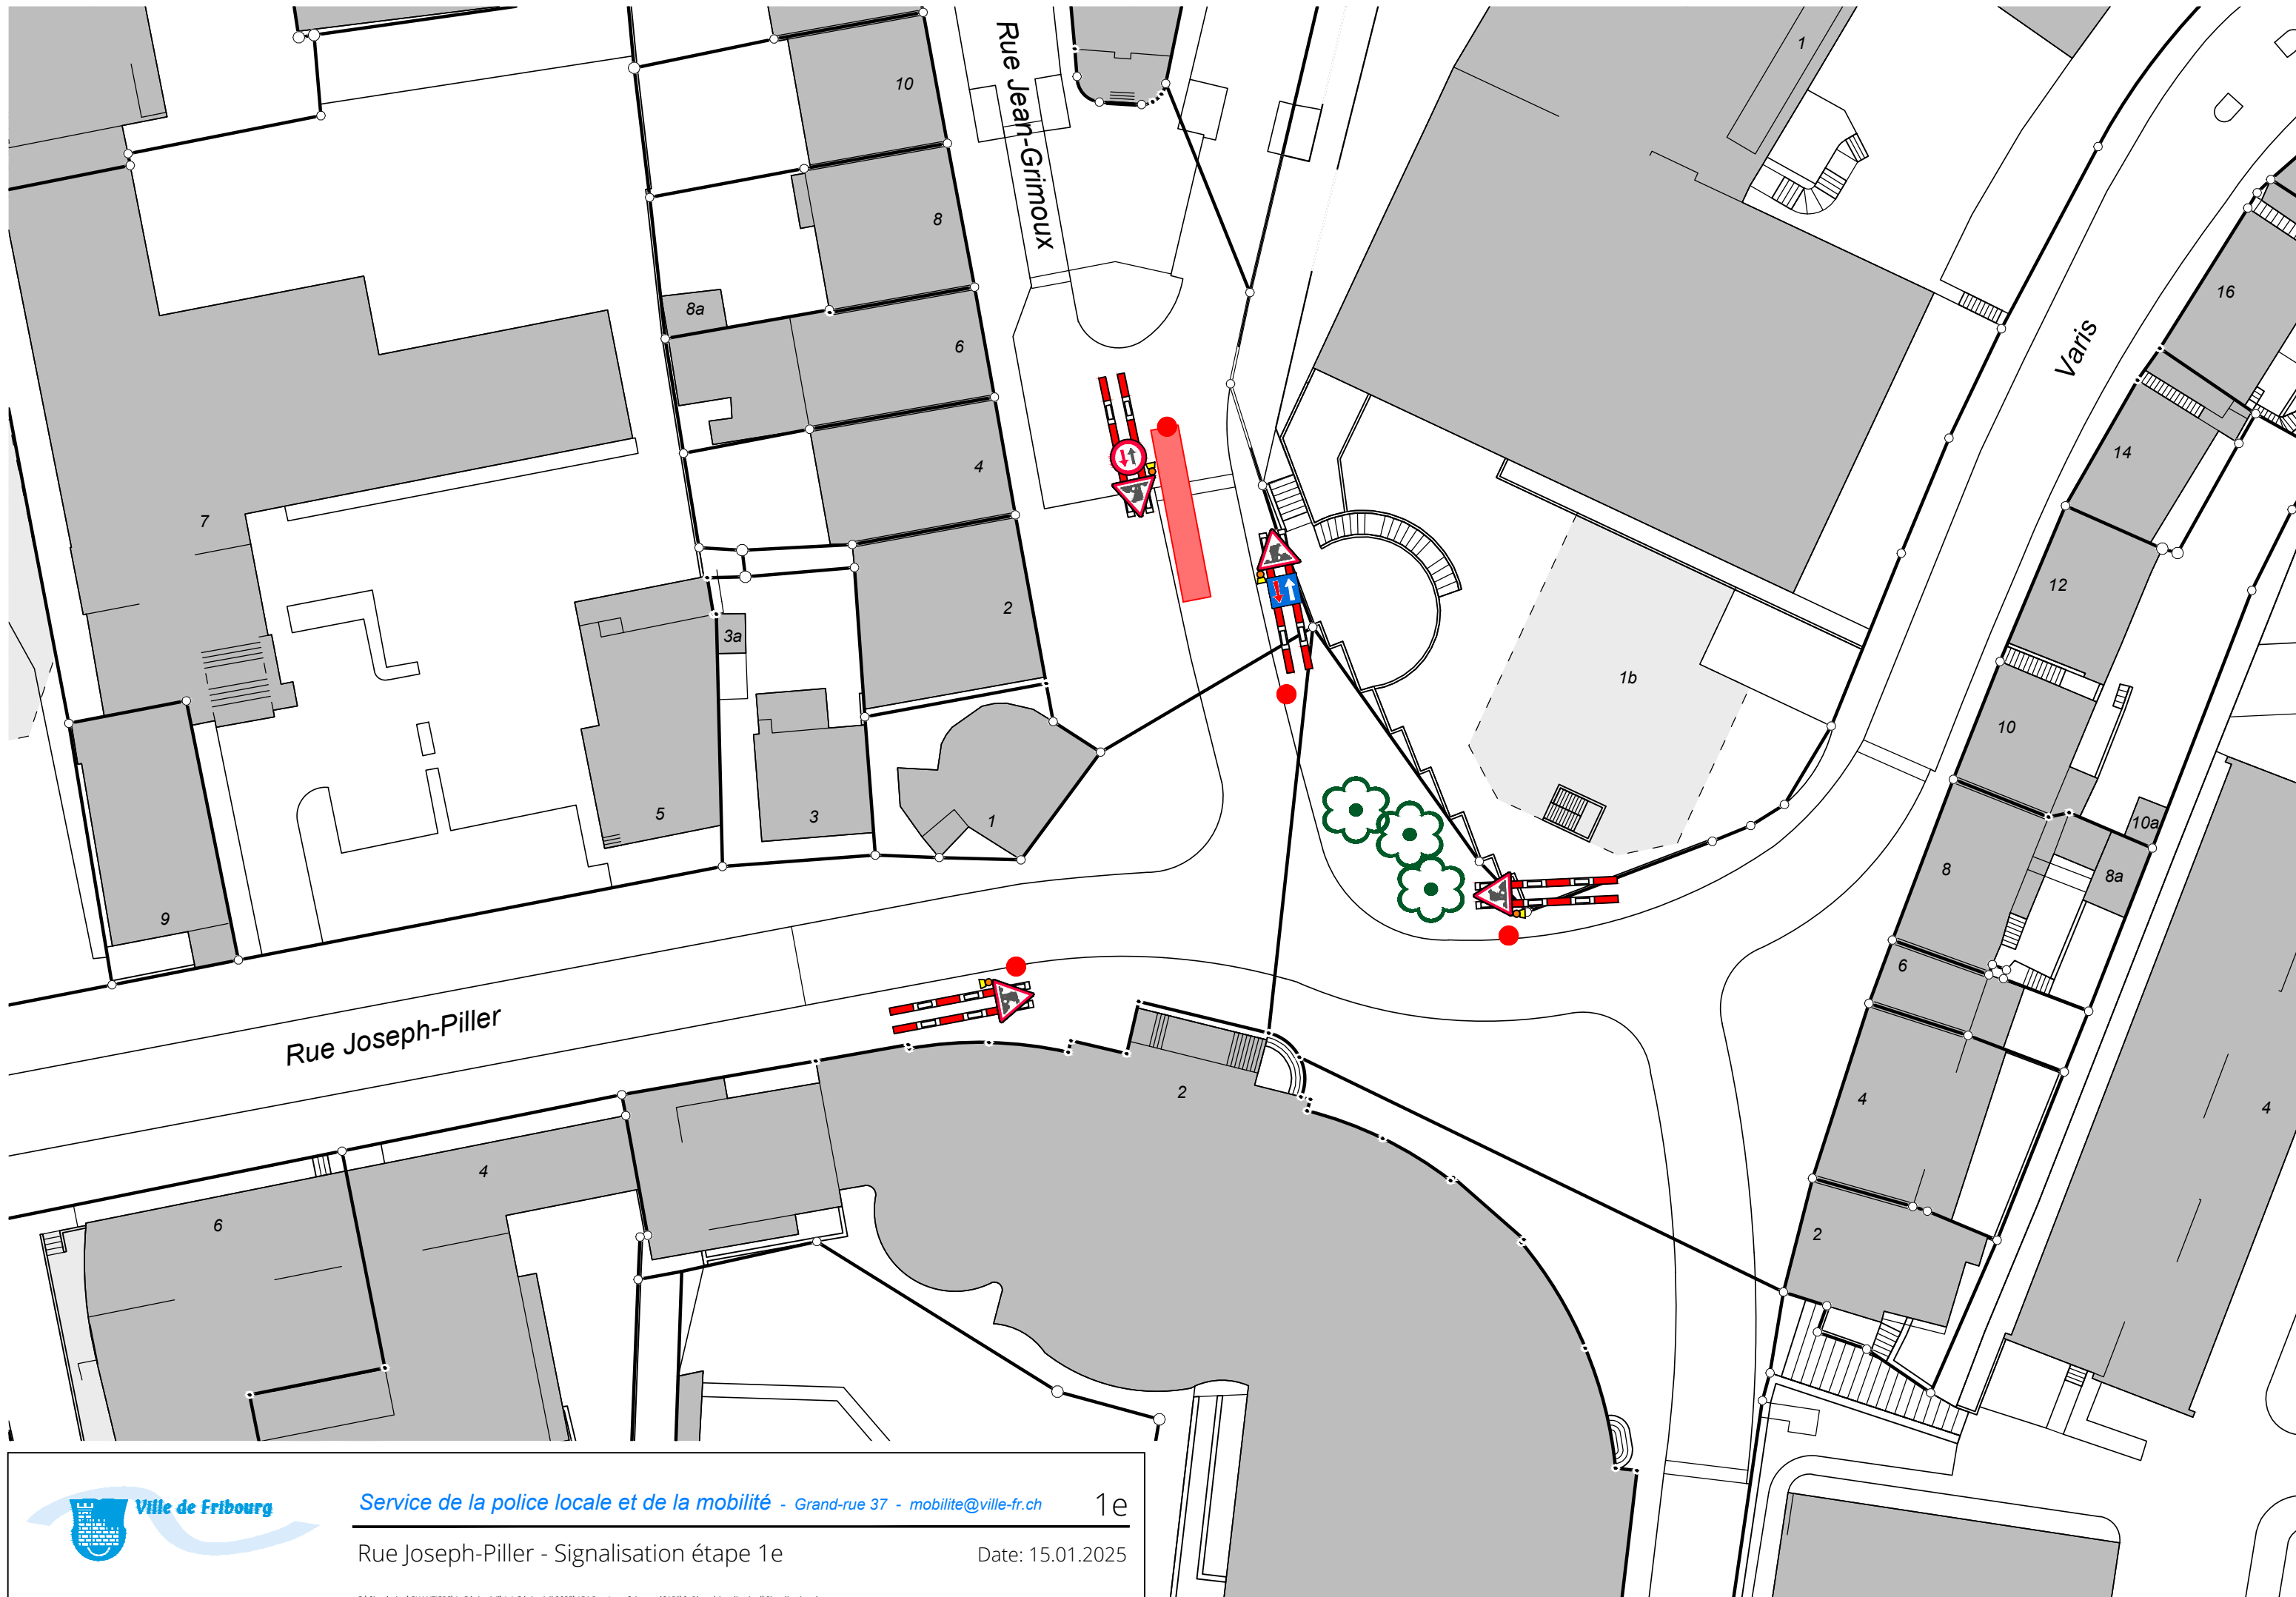 Rue Jean-Grimoux
1
10
8
8a
6
16
Varis
4
14
7
12
2
3a
1b
10
5
3
1
10a
8
8a
9
6
Rue Joseph-Piller
2
4
4
4
6
2
Ville de Fribourg
Service de la police locale et de la mobilité - Grand-rue 37 - mobilite@ville-fr.ch
1e
Rue Joseph-Piller - Signalisation étape 1e
Date: 15.01.2025